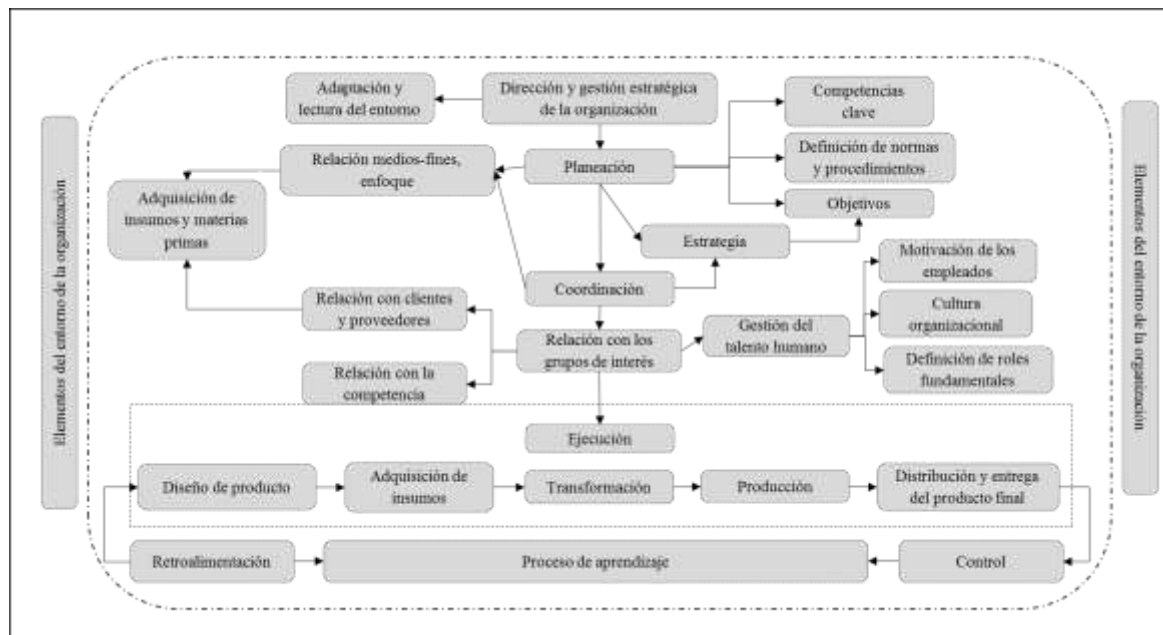 Elementos del entorno de la organización
Adaptación y
lectura del entorno
Dirección y gestión estratégica
de la organización
Competencias
clave
Relación medios-fines,
enfoque
Planeación
Definición de normas
y procedimientos
Adquisición de
insumos y materias
primas
Objetivos
Estrategia
Motivación de los
empleados
Coordinación
Relación con clientes
y proveedores
Relación con los
grupos de interés
Gestión del
talento humano
Cultura
organizacional
Relación con la
competencia
Definición de roles
fundamentales
Ejecución
Diseño de producto
Adquisición de
insumos
Transformación
Producción
Distribución y entrega
del producto final
Retroalimentación
Proceso de aprendizaje
Control
Elementos del entorno de la organización